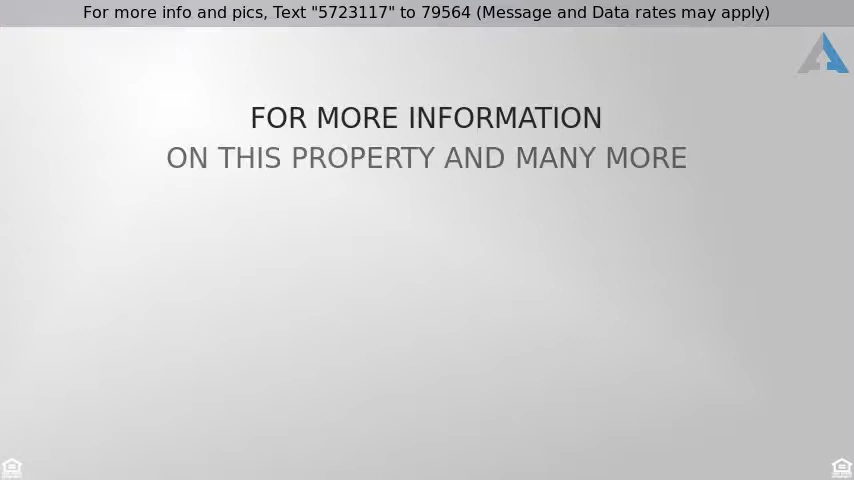 For more info and pics, Text "5723117" to 79564 (Message and Data rates may apply)
FOR MORE INFORMATION
ON THIS PROPERTY AND MANY MORE